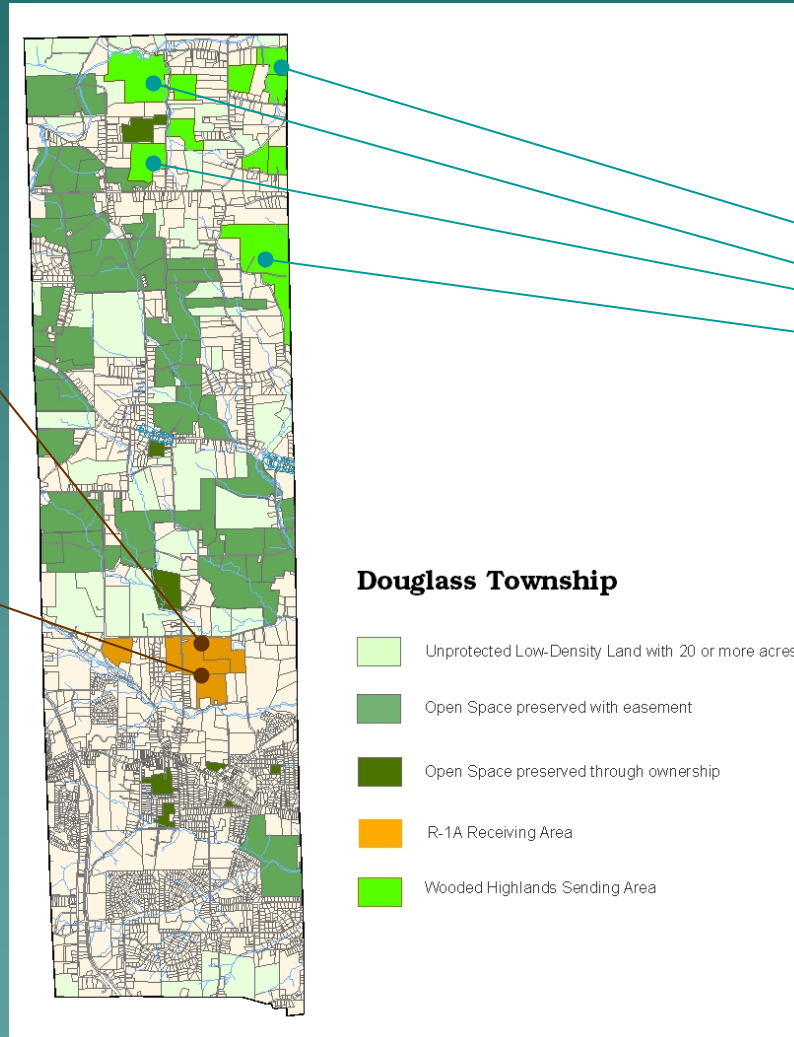 Douglass Township
Unprotected Low-Density Land with 20 or more acres
Open Space preserved with easement
Open Space preserved through ownership
R-1A Receiving Area
Wooded Highlands Sending Area